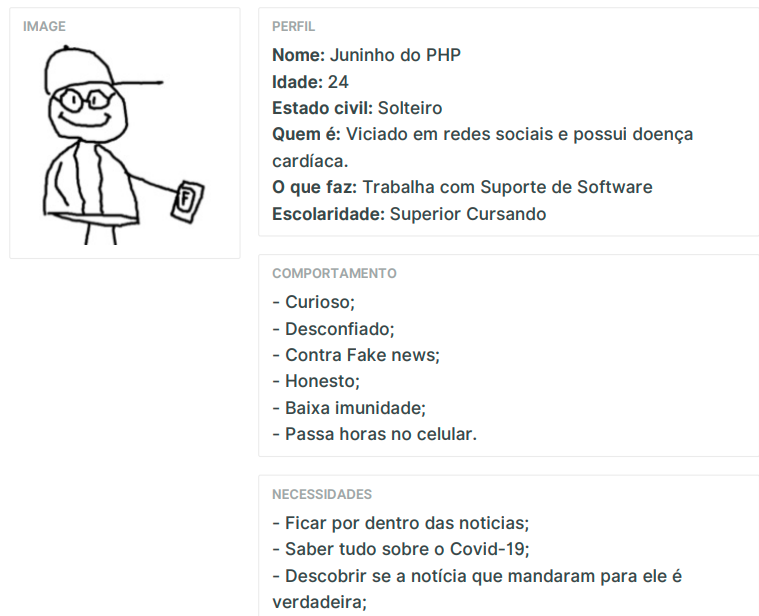 IMAGE
F
PERFIL
Nome: Juninho do PHP
Idade: 24
Estado civil: Solteiro
Quem é: Viciado em redes sociais e possui doença
cardíaca.
O que faz: Trabalha com Suporte de Software
Escolaridade: Superior Cursando
COMPORTAMENTO
- Curioso;
- Desconfiado;
- Contra Fake news;
- Honesto;
- Baixa imunidade;
- Passa horas no celular.
NECESSIDADES
- Ficar por dentro das noticias;
- Saber tudo sobre o Covid-19;
- Descobrir se a notícia que mandaram para ele é
verdadeira;